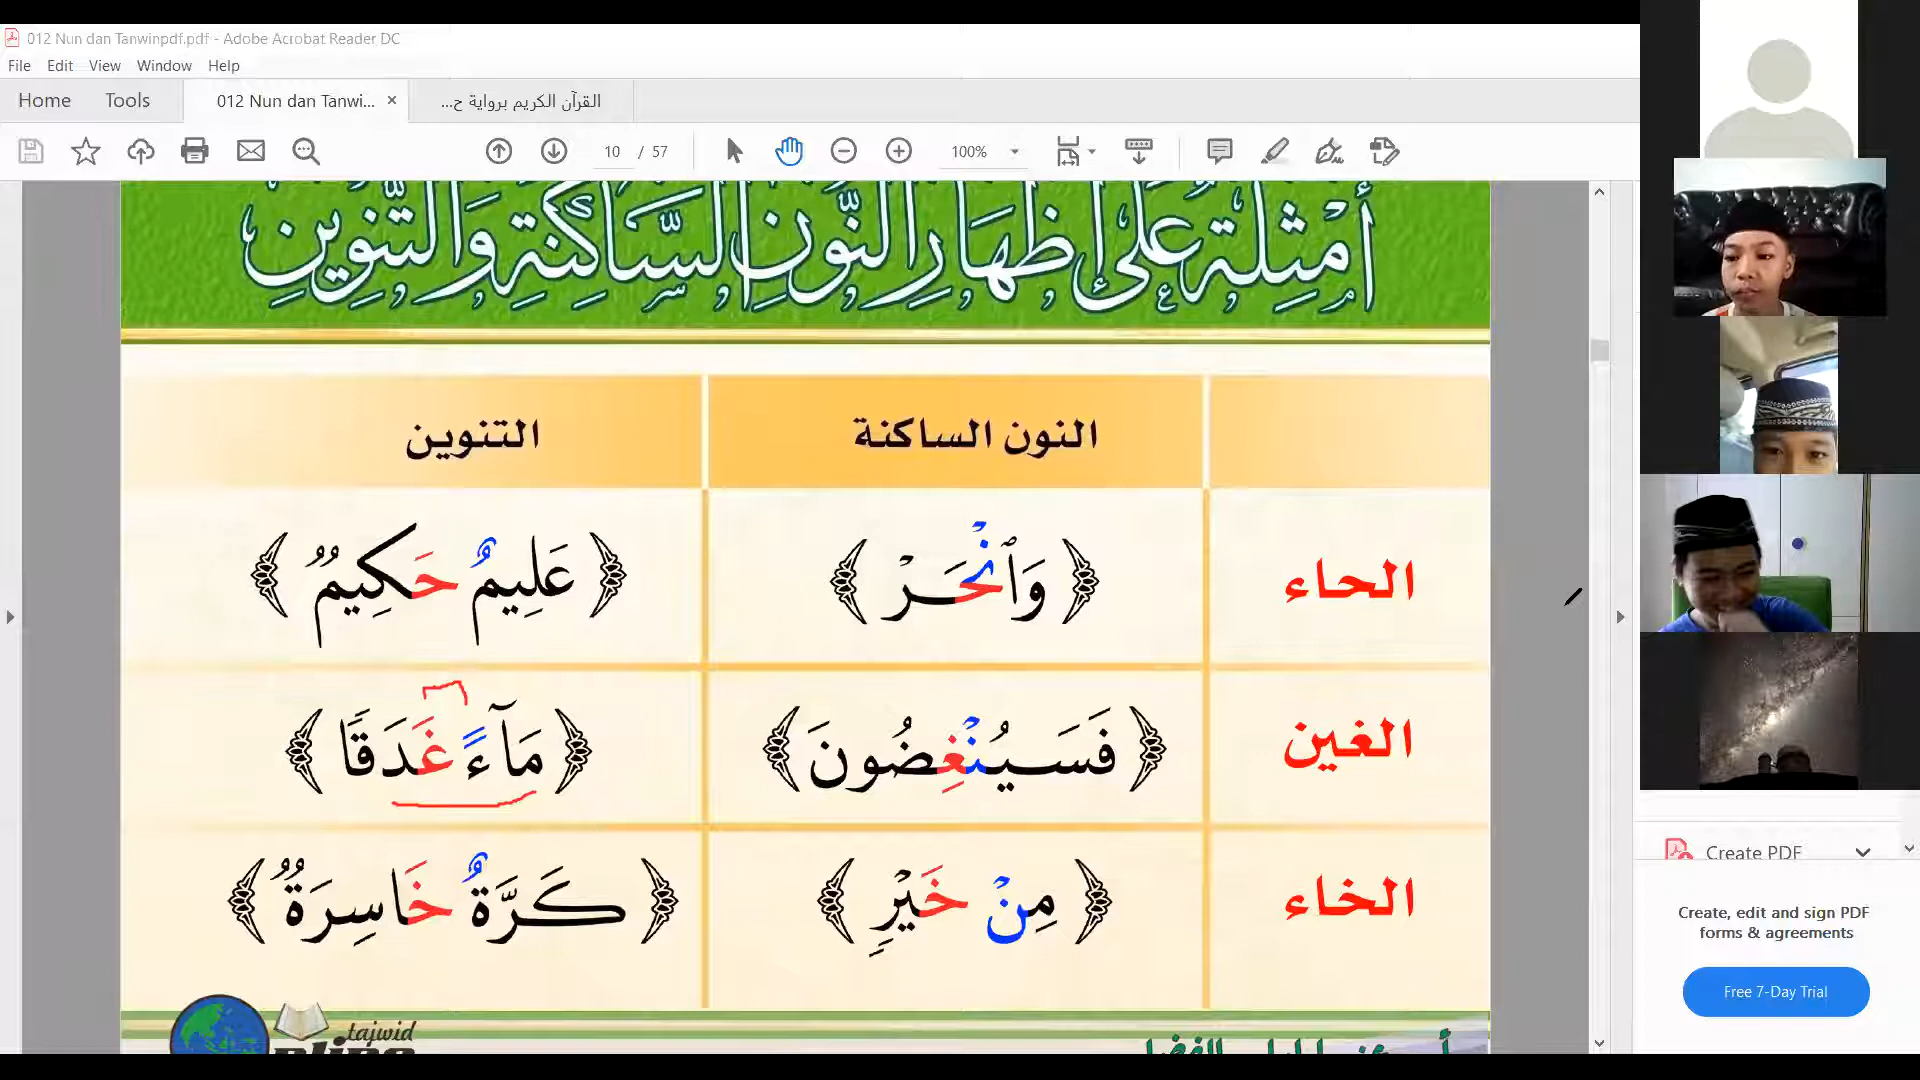 012 Nun dan Tanwinpdf.pdf - Adobe Acrobat Reader DC
File Edit View Window Help
Home Tools 012 Nun dan Tanwi... × القرآن الكريم برواية ح...
10 / 57 100%
أَمْثِلَةٌ عَلَى إِظْهَارِ النُّونِ السَّاكِنَةِ وَالتَّنْوِينِ
النون الساكنة التنوين
الحاء ﴿ وَٱنْحَرْ ﴾ ﴿ عَلِيمٌ حَكِيمٌ ﴾
الغين ﴿ فَسَيُنْغِضُونَ ﴾ ﴿ مَآءً غَدَقًا ﴾
الخاء ﴿ مِنْ خَيْرٍ ﴾ ﴿ كَرَّةٌ خَاسِرَةٌ ﴾
tajwid
Create PDF
Create, edit and sign PDF
forms & agreements
Free 7-Day Trial